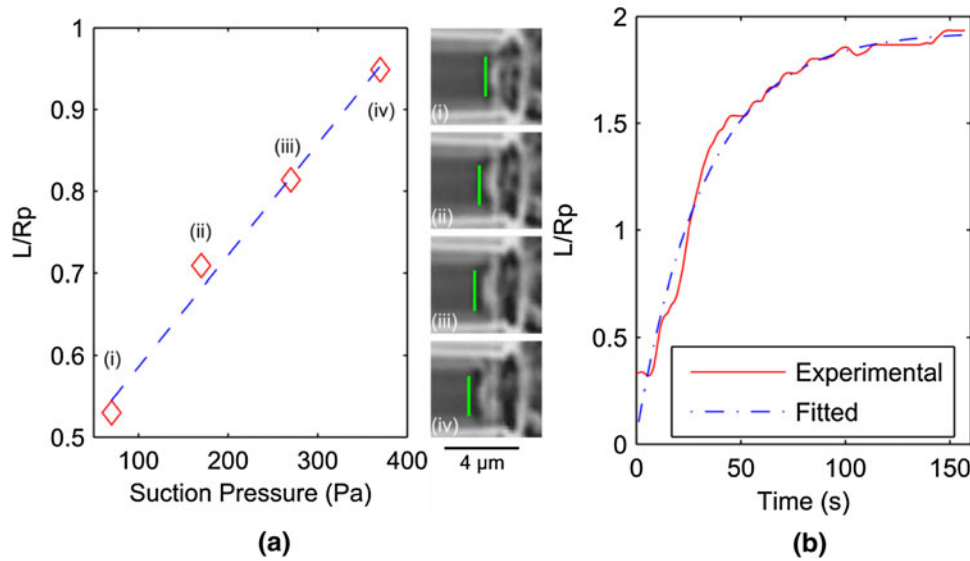 1
0.9
0.8
0.7
0.6
0.5
L/Rp
(i)
(ii)
(iii)
(iv)
100
200
300
400
Suction Pressure (Pa)
(a)
(i)
(ii)
(iii)
(iv)
4 µm
2
1.5
1
0.5
0
L/Rp
Experimental
Fitted
0
50
100
150
Time (s)
(b)